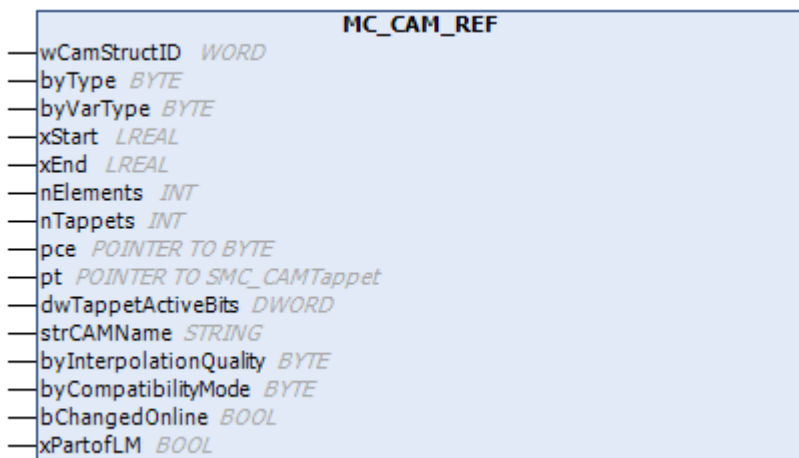 MC_CAM_REF
wCamStructID WORD
byType BYTE
byVarType BYTE
xStart LREAL
xEnd LREAL
nElements INT
nTappets INT
pce POINTER TO BYTE
pt POINTER TO SMC_CAMTappet
dwTappetActiveBits DWORD
strCAMName STRING
byInterpolationQuality BYTE
byCompatibilityMode BYTE
bChangedOnline BOOL
xPartofLM BOOL